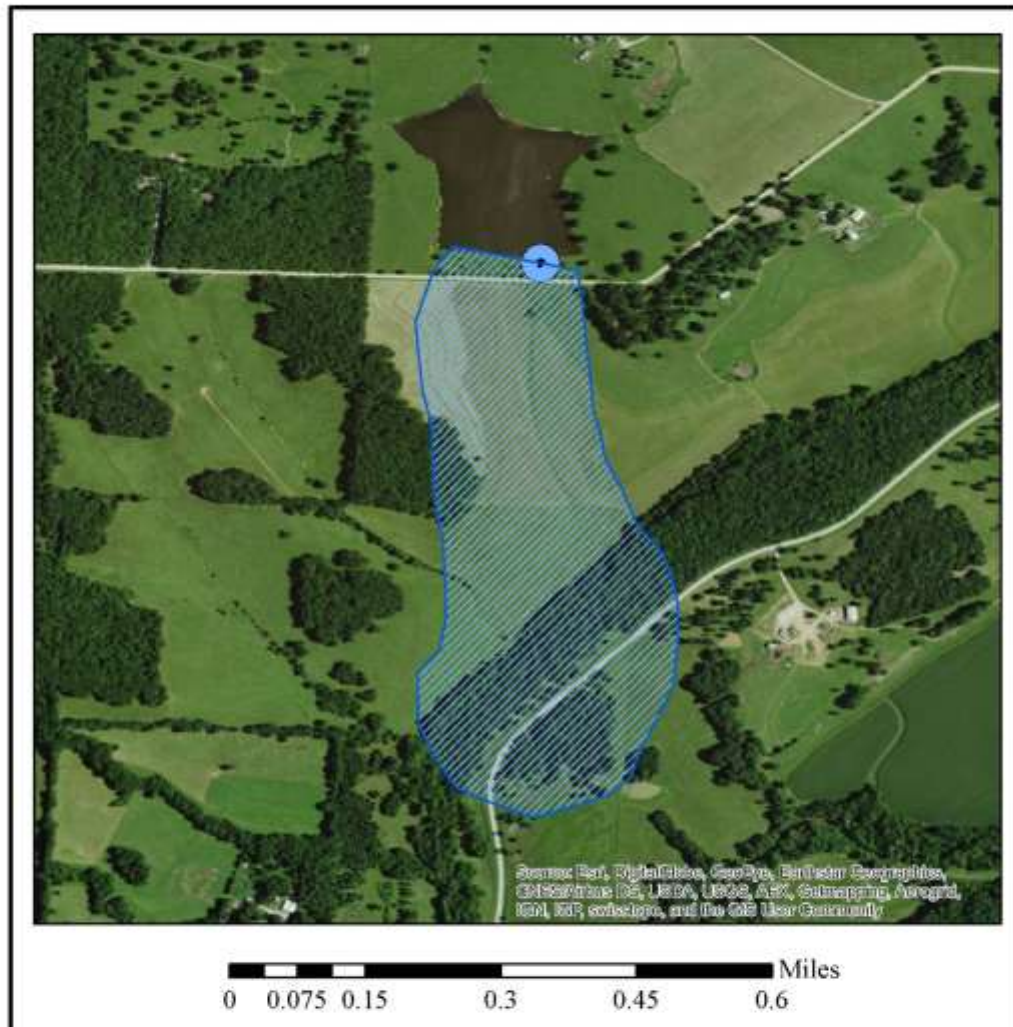 Source: Esri, DigitalGlobe, GeoEye, Earthstar Geographics,
CNES/Airbus DS, USDA, USGS, AEX, Getmapping, Aerogrid,
IGN, IGP, swisstopo, and the GIS User Community
Miles
0 0.075 0.15 0.3 0.45 0.6